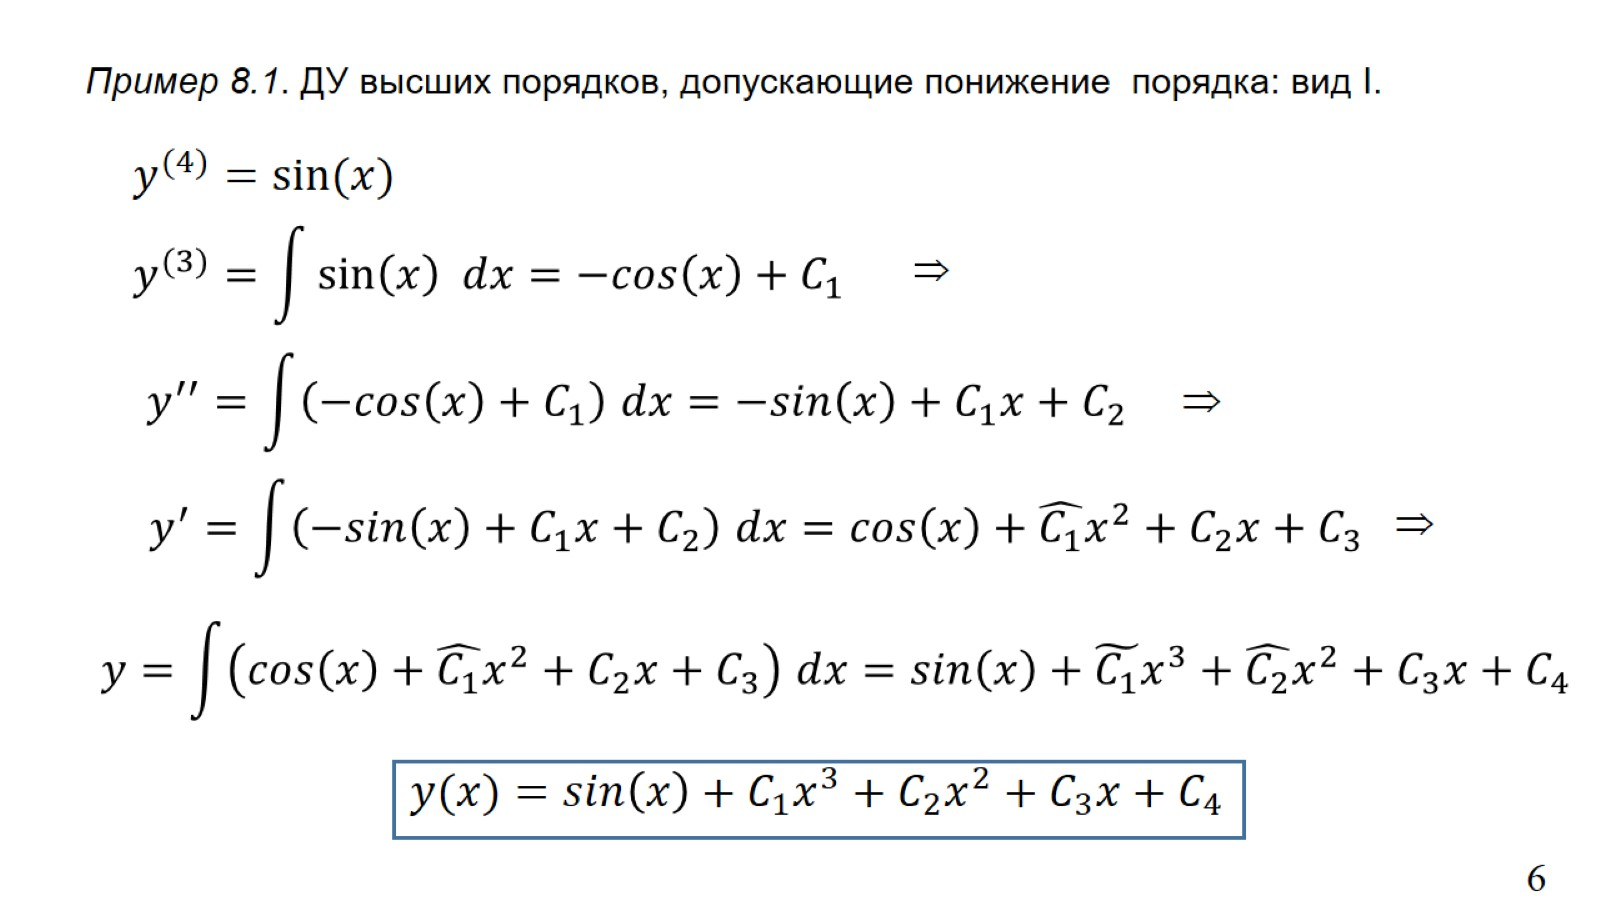 Пример 8.1. ДУ высших порядков, допускающие понижение порядка: вид I.
y⁽⁴⁾ = sin(x)
y⁽³⁾ = ∫ sin(x) dx = −cos(x) + C₁ ⇒
y′′ = ∫(−cos(x) + C₁) dx = −sin(x) + C₁x + C₂ ⇒
y′ = ∫(−sin(x) + C₁x + C₂) dx = cos(x) + Ĉ₁x² + C₂x + C₃ ⇒
y = ∫(cos(x) + Ĉ₁x² + C₂x + C₃) dx = sin(x) + C̃₁x³ + Ĉ₂x² + C₃x + C₄
y(x) = sin(x) + C₁x³ + C₂x² + C₃x + C₄
6